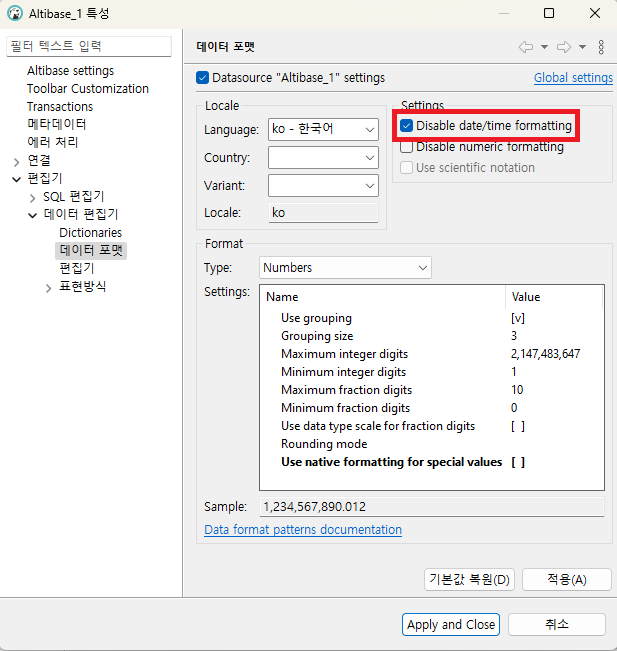 Altibase_1 특성
필터 텍스트 입력
Altibase settings
Toolbar Customization
Transactions
메타데이터
에러 처리
연결
편집기
SQL 편집기
데이터 편집기
Dictionaries
데이터 포맷
편집기
표현방식
데이터 포맷
Datasource "Altibase_1" settings
Global settings
Locale
Language: ko - 한국어
Country:
Variant:
Locale: ko
Settings
Disable date/time formatting
Disable numeric formatting
Use scientific notation
Format
Type: Numbers
Settings:
Name Value
Use grouping [v]
Grouping size 3
Maximum integer digits 2,147,483,647
Minimum integer digits 1
Maximum fraction digits 10
Minimum fraction digits 0
Use data type scale for fraction digits [ ]
Rounding mode
Use native formatting for special values [ ]
Sample: 1,234,567,890.012
Data format patterns documentation
기본값 복원(D)
적용(A)
Apply and Close
취소